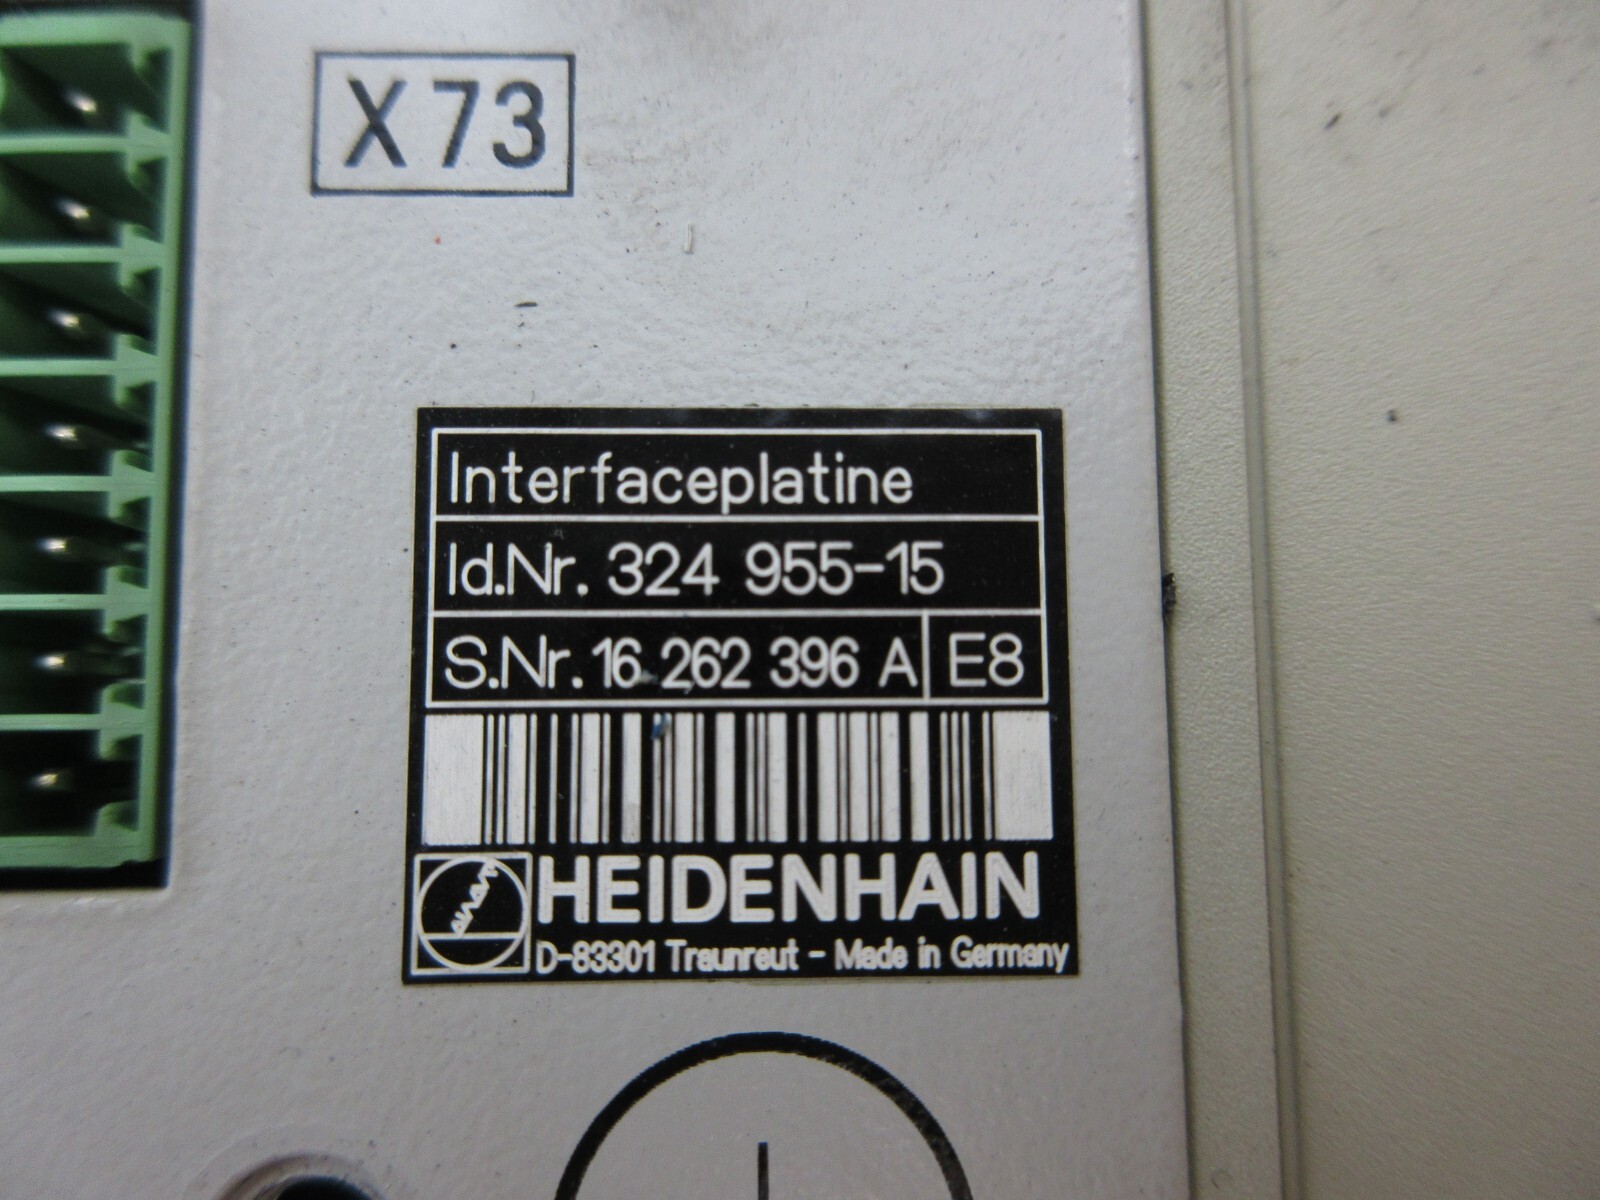 X73
Interfaceplatine
Id.Nr. 324 955-15
S.Nr. 16 262 396 A E8
HEIDENHAIN
D-83301 Traunreut - Made in Germany